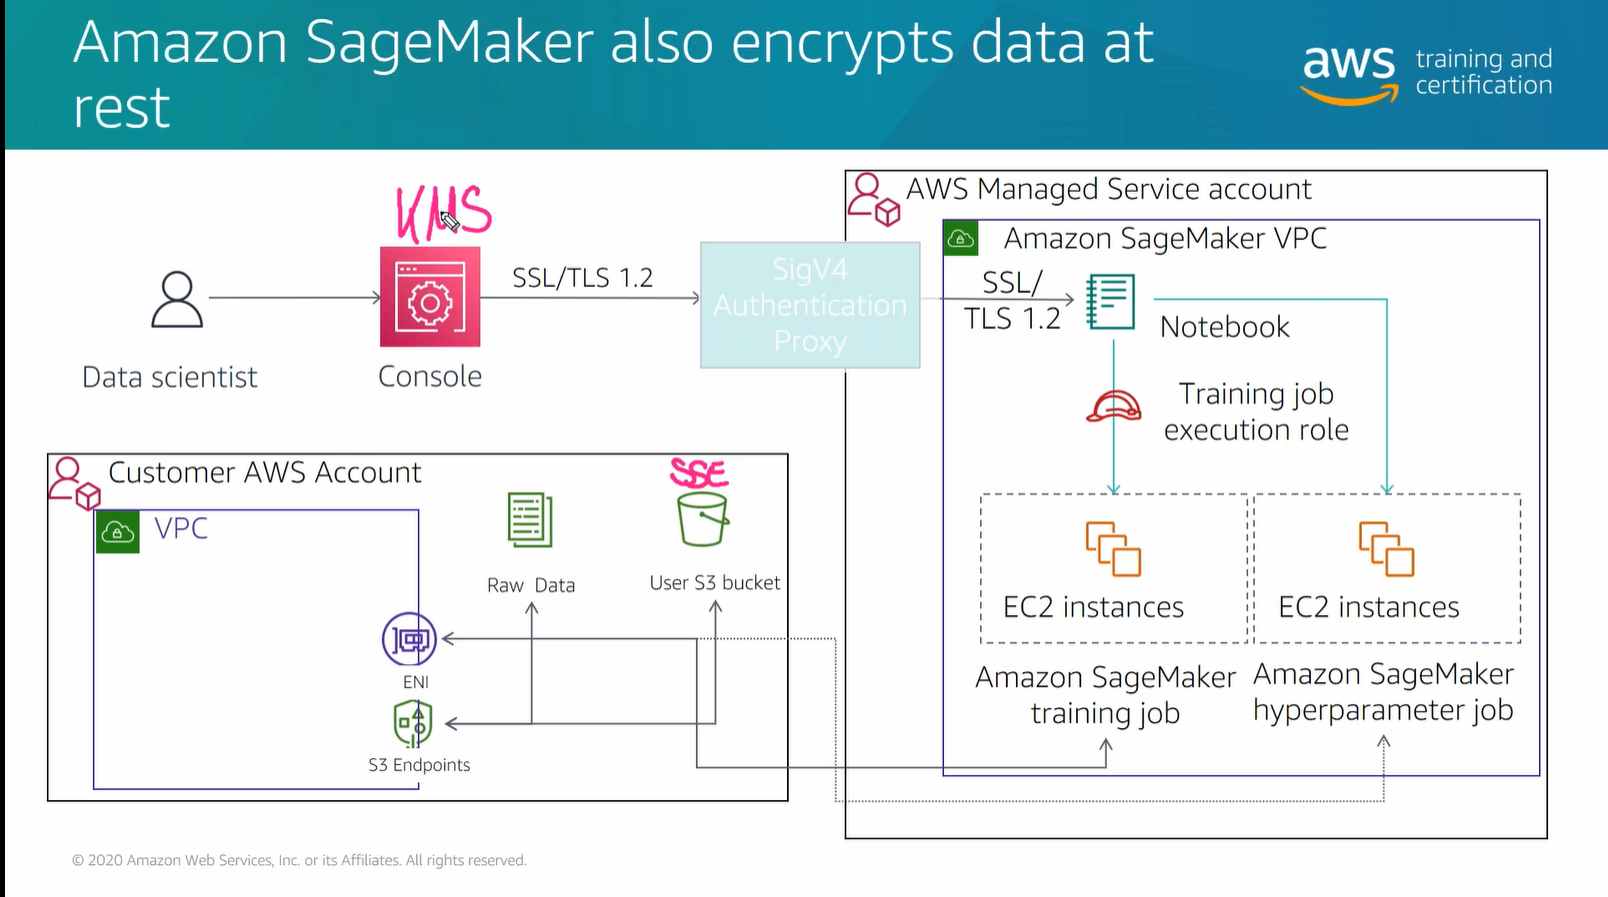 Amazon SageMaker also encrypts data at
rest
aws
training and
certification
KMS
SSL/TLS 1.2
Data scientist
Console
SigV4
Authentication
Proxy
AWS Managed Service account
Amazon SageMaker VPC
SSL/
TLS 1.2
Notebook
Training job
execution role
EC2 instances
EC2 instances
Amazon SageMaker
training job
Amazon SageMaker
hyperparameter job
Customer AWS Account
VPC
SSE
Raw Data
User S3 bucket
ENI
S3 Endpoints
© 2020 Amazon Web Services, Inc. or its Affiliates. All rights reserved.